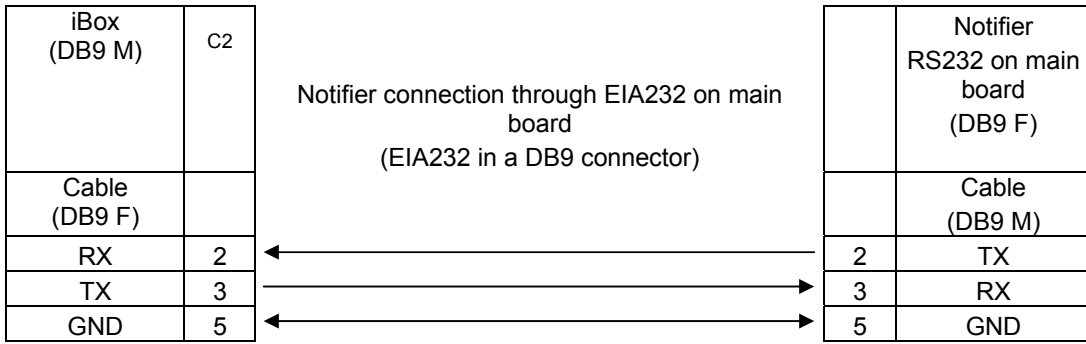 iBox
(DB9 M)
C2
Notifier connection through EIA232 on main
board
(EIA232 in a DB9 connector)
Notifier
RS232 on main
board
(DB9 F)
Cable
(DB9 F)
Cable
(DB9 M)
RX 2 2 TX
TX 3 3 RX
GND 5 5 GND